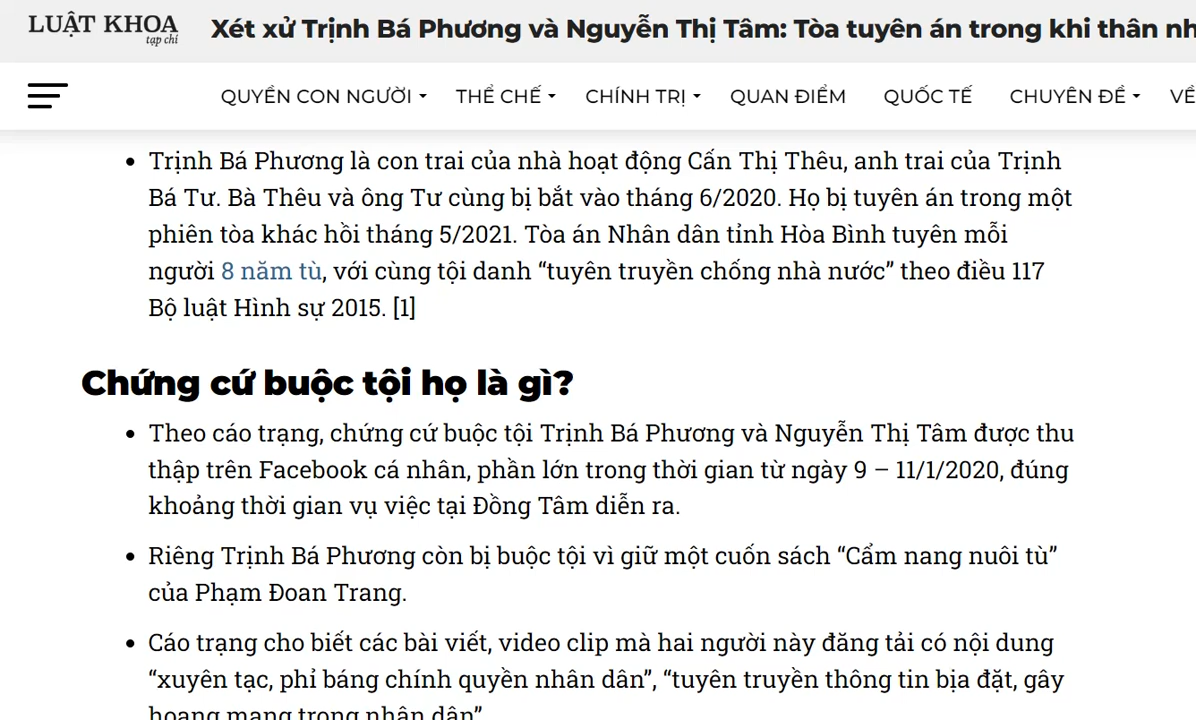 LUẬT KHOA
tạp chí
Xét xử Trịnh Bá Phương và Nguyễn Thị Tâm: Tòa tuyên án trong khi thân nh
QUYỀN CON NGƯỜI THỂ CHẾ CHÍNH TRỊ QUAN ĐIỂM QUỐC TẾ CHUYÊN ĐỀ VỀ
• Trịnh Bá Phương là con trai của nhà hoạt động Cấn Thị Thêu, anh trai của Trịnh
Bá Tư. Bà Thêu và ông Tư cùng bị bắt vào tháng 6/2020. Họ bị tuyên án trong một
phiên tòa khác hồi tháng 5/2021. Tòa án Nhân dân tỉnh Hòa Bình tuyên mỗi
người 8 năm tù, với cùng tội danh “tuyên truyền chống nhà nước” theo điều 117
Bộ luật Hình sự 2015. [1]
Chứng cứ buộc tội họ là gì?
• Theo cáo trạng, chứng cứ buộc tội Trịnh Bá Phương và Nguyễn Thị Tâm được thu
thập trên Facebook cá nhân, phần lớn trong thời gian từ ngày 9 – 11/1/2020, đúng
khoảng thời gian vụ việc tại Đồng Tâm diễn ra.
• Riêng Trịnh Bá Phương còn bị buộc tội vì giữ một cuốn sách “Cẩm nang nuôi tù”
của Phạm Đoan Trang.
• Cáo trạng cho biết các bài viết, video clip mà hai người này đăng tải có nội dung
“xuyên tạc, phỉ báng chính quyền nhân dân”, “tuyên truyền thông tin bịa đặt, gây
hoang mang trong nhân dân”